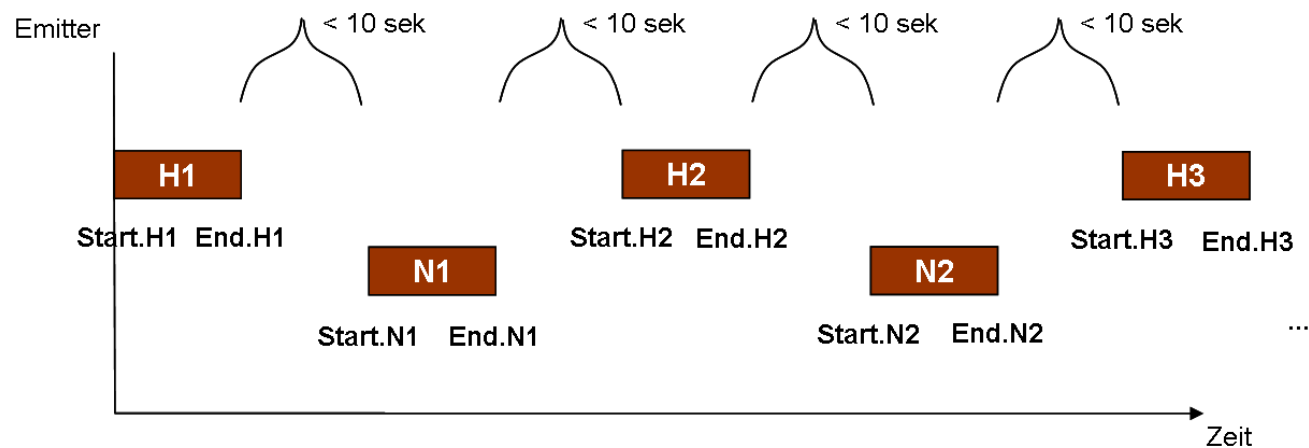 Emitter
< 10 sek < 10 sek < 10 sek < 10 sek
H1 H2 H3
Start.H1 End.H1 Start.H2 End.H2 Start.H3 End.H3
N1 N2
Start.N1 End.N1 Start.N2 End.N2 ...
Zeit